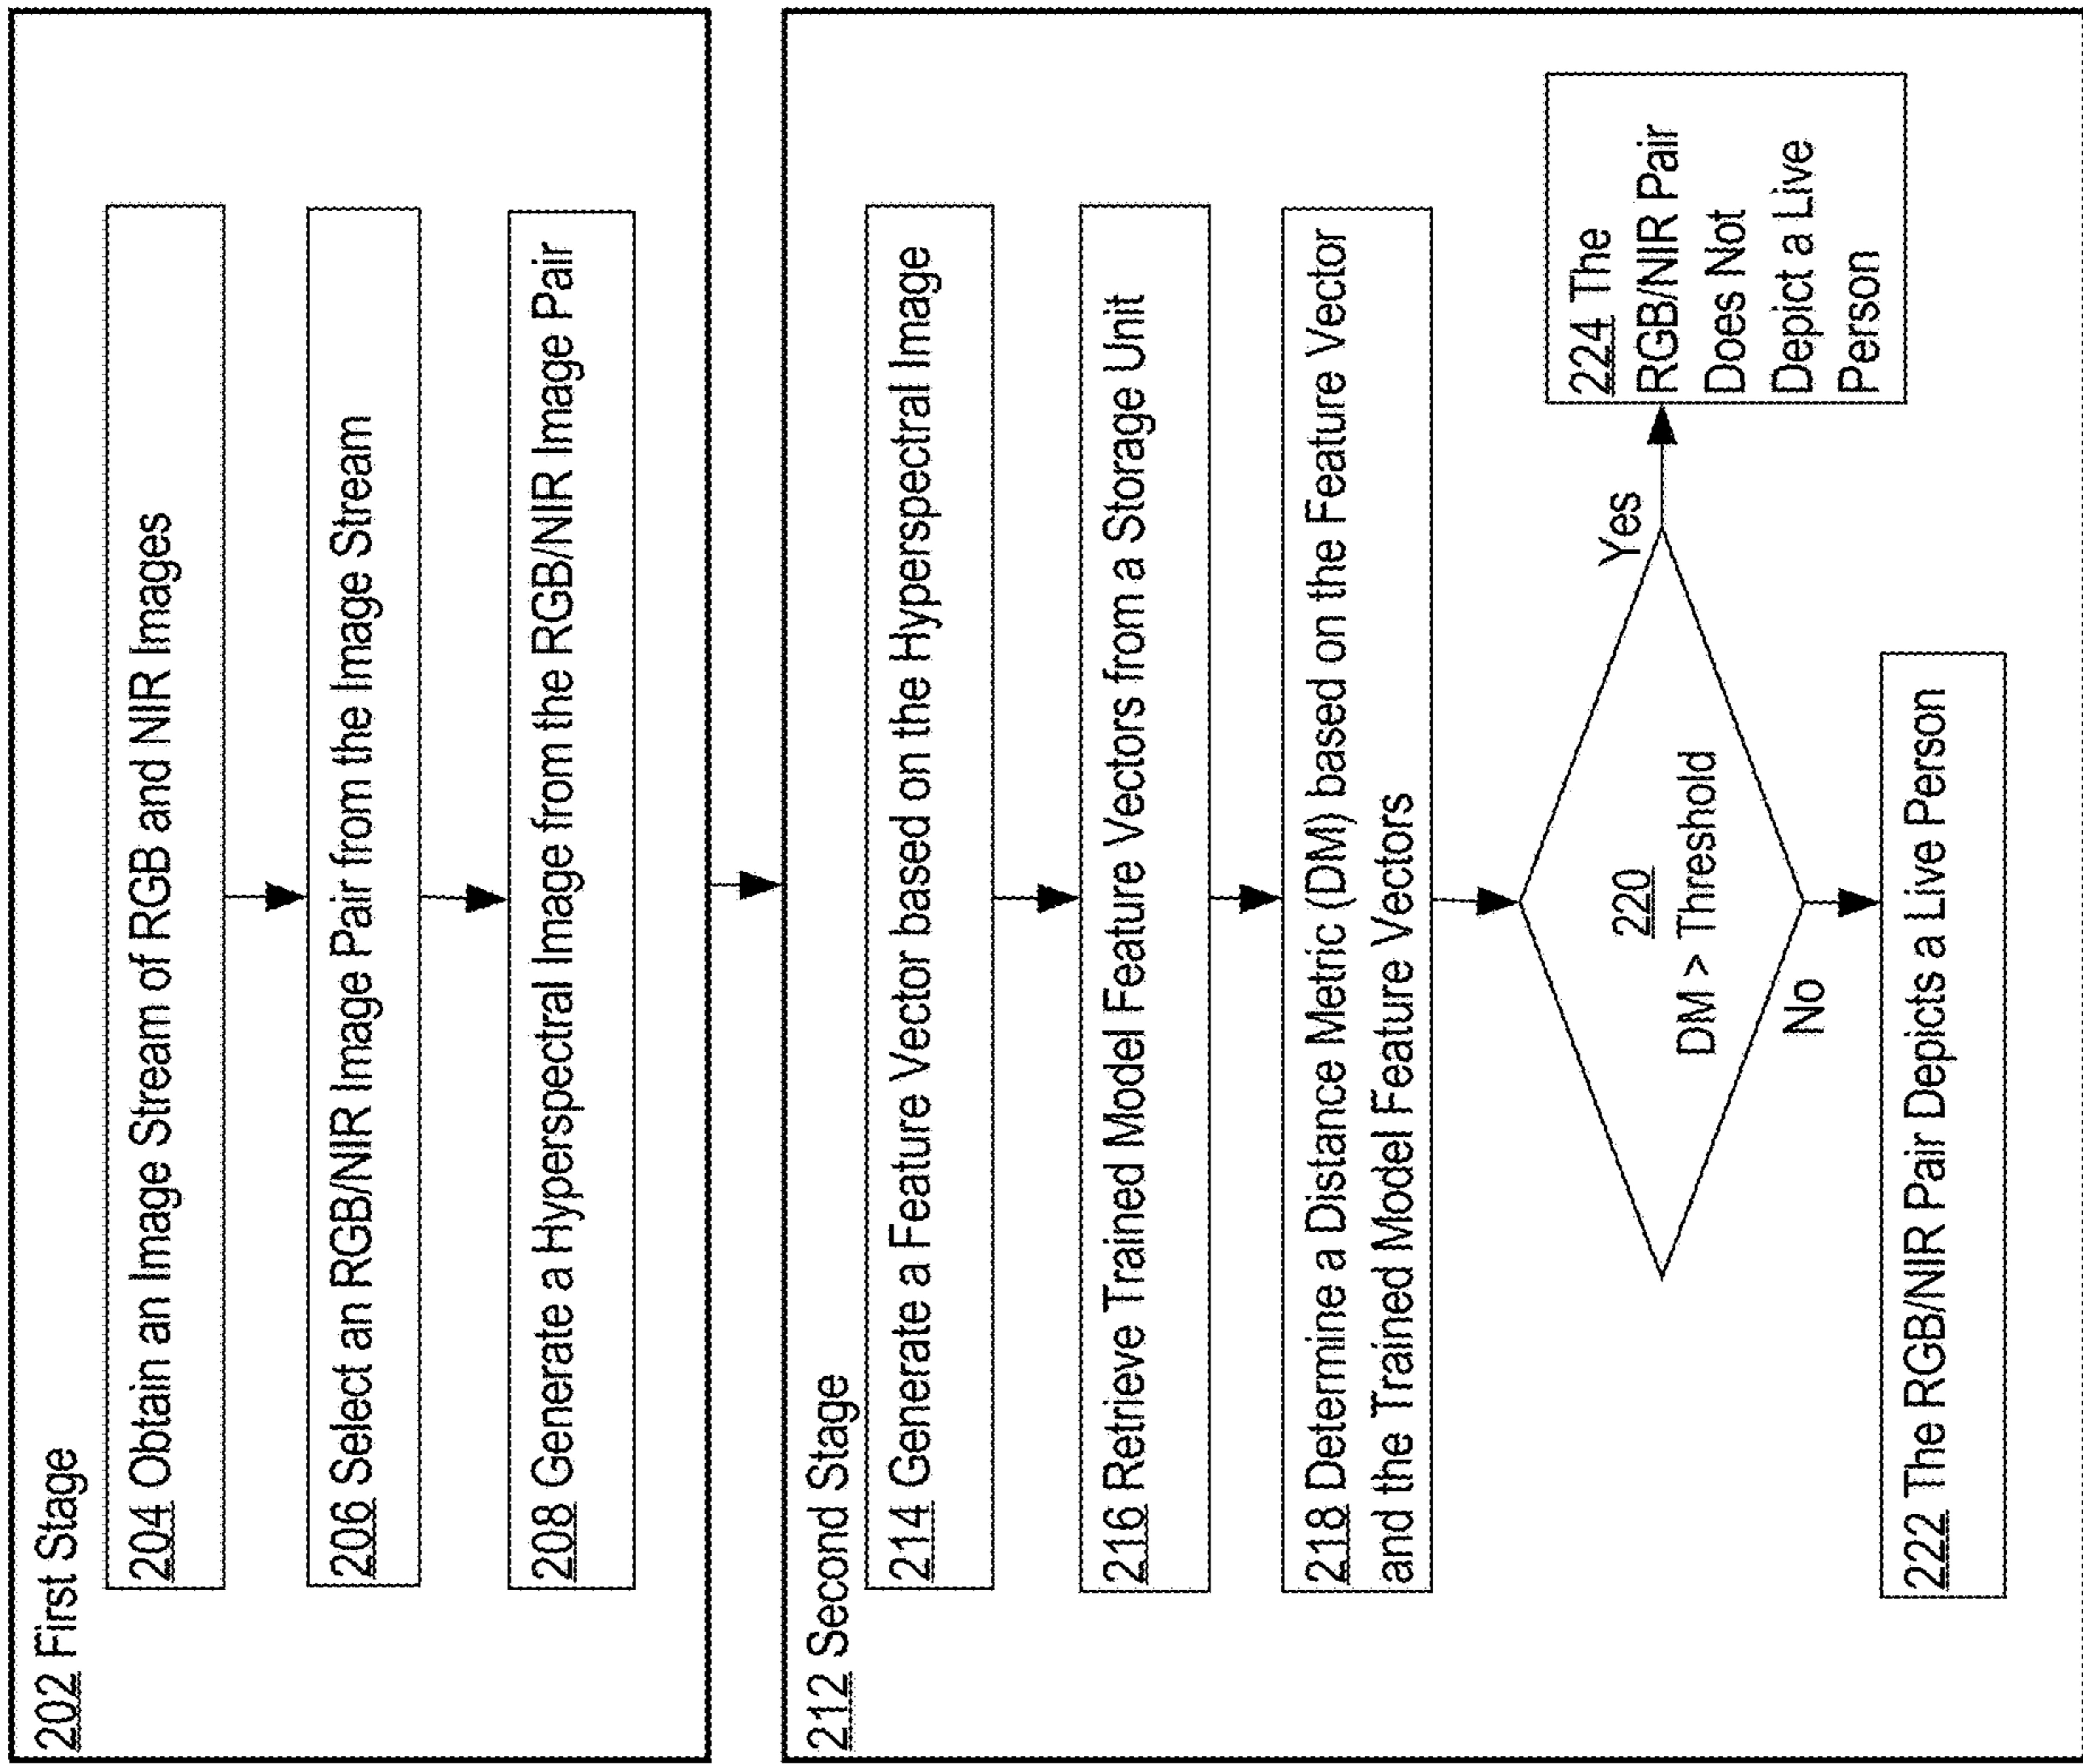 202 First Stage
204 Obtain an Image Stream of RGB and NIR Images
206 Select an RGB/NIR Image Pair from the Image Stream
208 Generate a Hyperspectral Image from the RGB/NIR Image Pair
212 Second Stage
214 Generate a Feature Vector based on the Hyperspectral Image
216 Retrieve Trained Model Feature Vectors from a Storage Unit
218 Determine a Distance Metric (DM) based on the Feature Vector
and the Trained Model Feature Vectors
220
DM > Threshold
Yes
224 The
RGB/NIR Pair
Does Not
Depict a Live
Person
No
222 The RGB/NIR Pair Depicts a Live Person